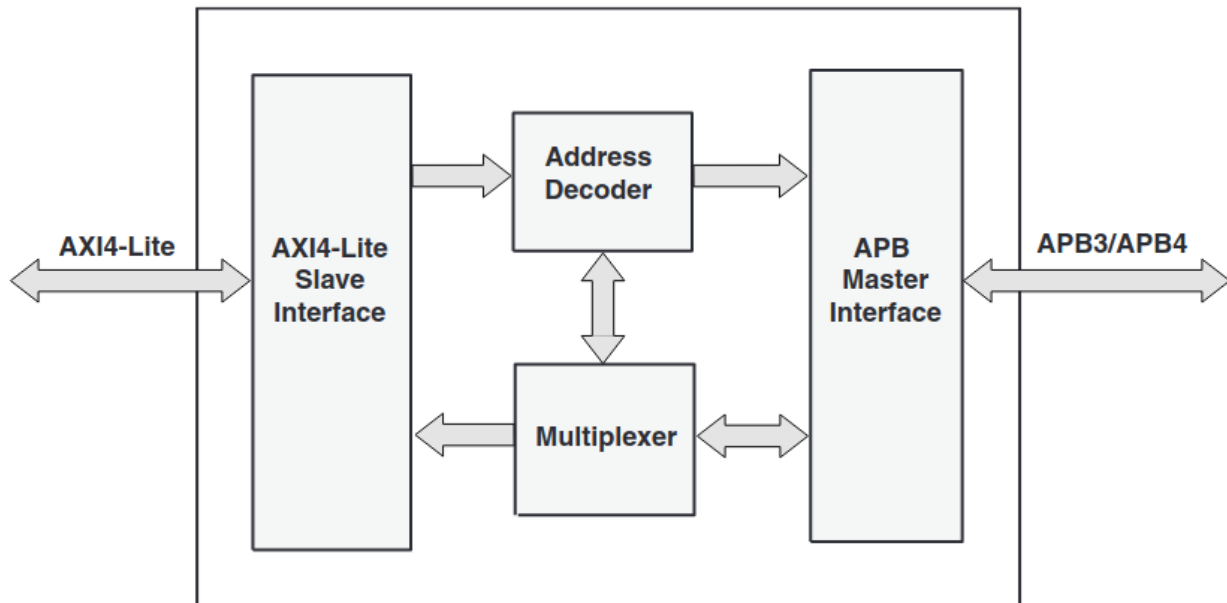 AXI4-Lite
AXI4-Lite
Slave
Interface
Address
Decoder
Multiplexer
APB
Master
Interface
APB3/APB4